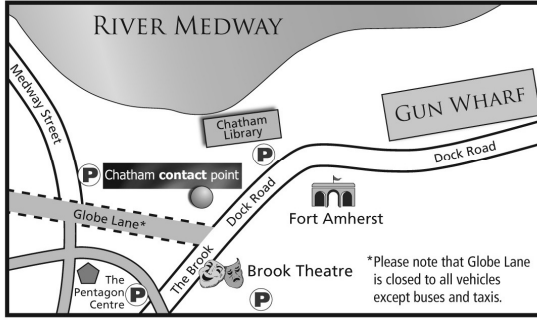 RIVER MEDWAY
Medway Street
GUN WHARF
Chatham
Library
P
Dock Road
P
Chatham contact point
Dock Road
Fort Amherst
Globe Lane*
The Brook
Brook Theatre
*Please note that Globe Lane
is closed to all vehicles
except buses and taxis.
The
Pentagon
Centre
P
P